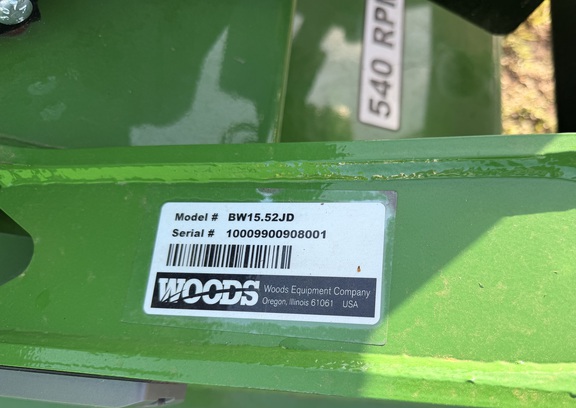 540 RPM
Model # BW15.52JD
Serial # 10009900908001
WOODS
Woods Equipment Company
Oregon, Illinois 61061 USA